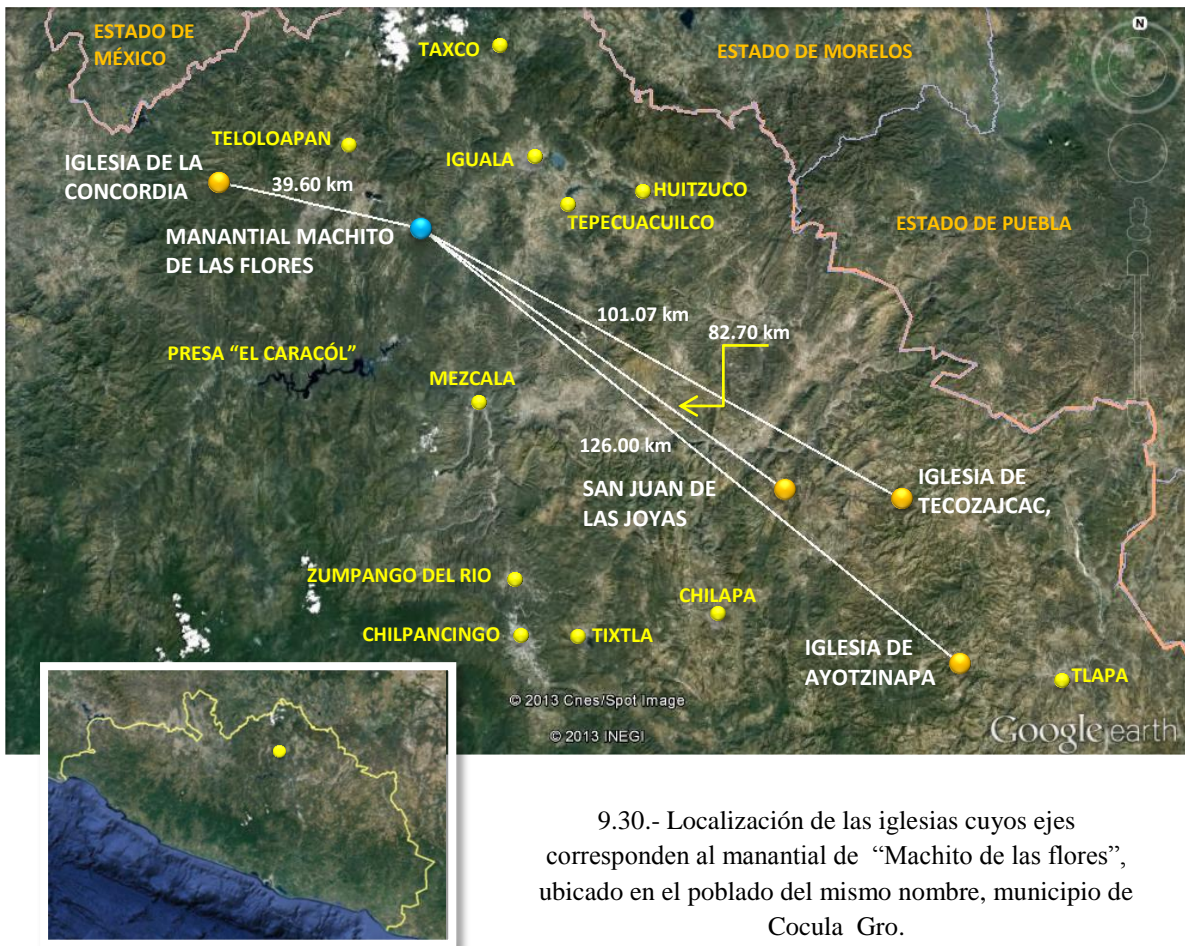 ESTADO DE
MÉXICO
TAXCO
ESTADO DE MORELOS
N
TELOLOAPAN
IGLESIA DE LA
CONCORDIA
39.60 km
IGUALA
HUITZUCO
TEPECUACUILCO
ESTADO DE PUEBLA
MANANTIAL MACHITO
DE LAS FLORES
101.07 km
82.70 km
PRESA “EL CARACÓL”
MEZCALA
126.00 km
SAN JUAN DE
LAS JOYAS
IGLESIA DE
TECOZAJCAC,
ZUMPANGO DEL RIO
CHILAPA
CHILPANCINGO
TIXTLA
IGLESIA DE
AYOTZINAPA
TLAPA
© 2013 Cnes/Spot Image
© 2013 INEGI
Google earth
9.30.- Localización de las iglesias cuyos ejes
corresponden al manantial de “Machito de las flores”,
ubicado en el poblado del mismo nombre, municipio de
Cocula Gro.